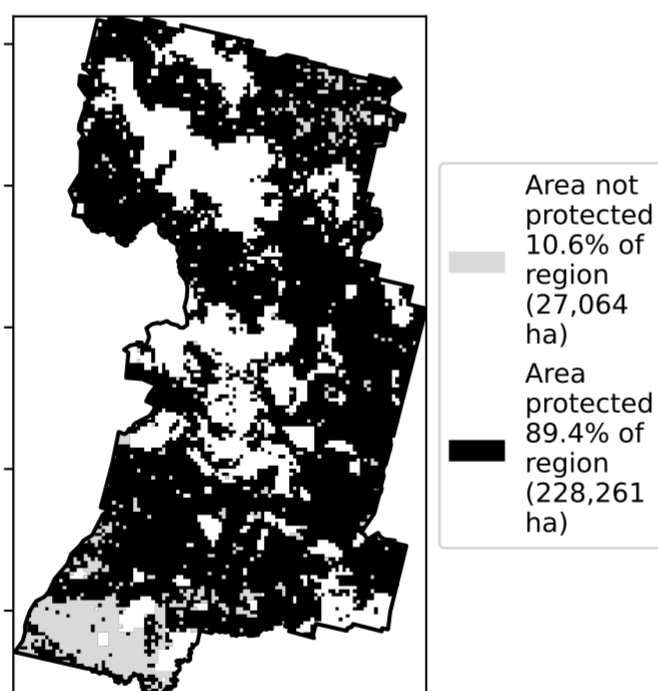 Area not
protected
10.6% of
region
(27,064
ha)
Area
protected
89.4% of
region
(228,261
ha)